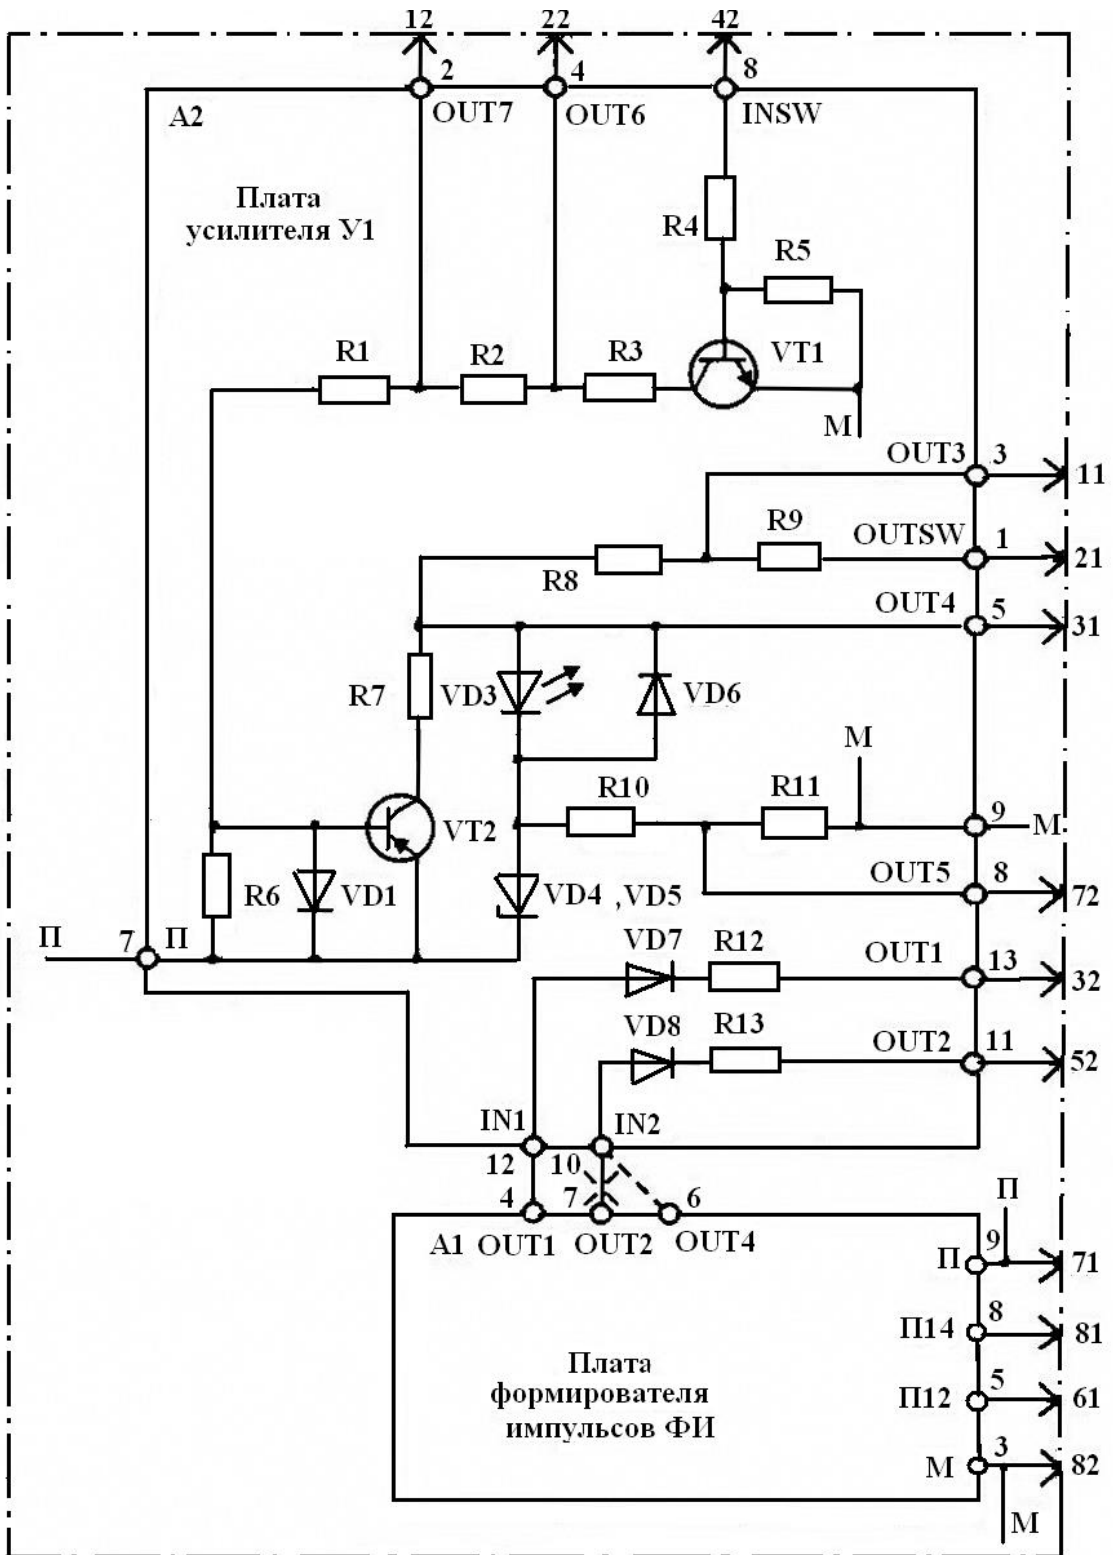 12 22 42
2 4 8
A2 OUT7 OUT6 INSW
Плата
усилителя У1
R4
R5
R1 R2 R3 VT1
М
OUT3 3 11
R9 OUTSW 1 21
R8
OUT4 5 31
R7 VD3 VD6
М
R10 R11
VT2 9 М
R6 VD1 VD4 ,VD5 OUT5 8 72
П 7 П
VD7 R12 OUT1 13 32
VD8 R13 OUT2 11 52
IN1 IN2
12 10
4 7 6 П
A1 OUT1 OUT2 OUT4 9
П 71
8
П14 81
Плата
формирователя 5
П12 61
импульсов ФИ
3
М 82
М